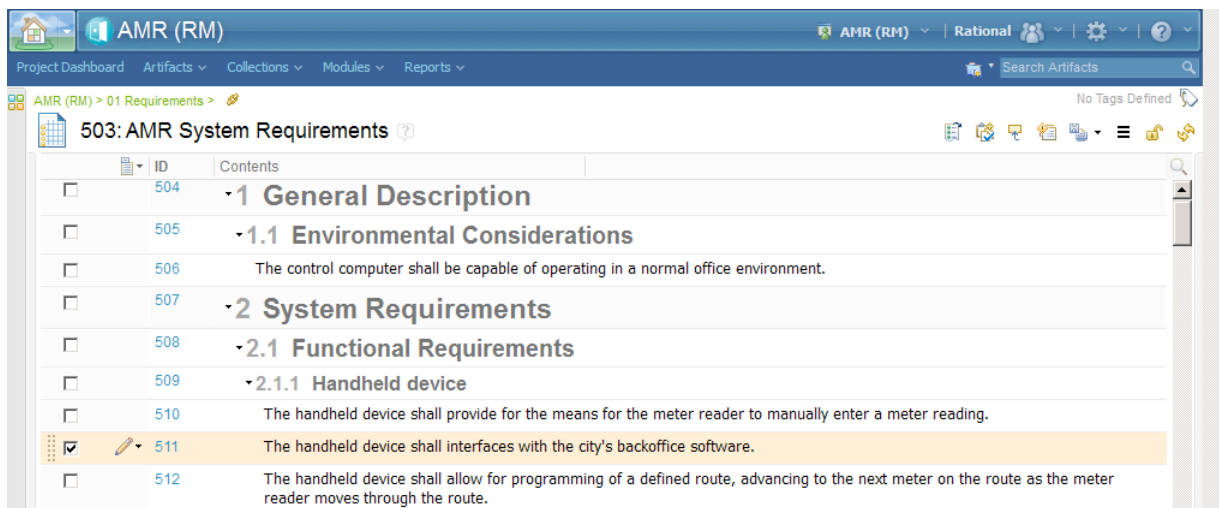 AMR (RM) AMR (RM) | Rational | |
Project Dashboard Artifacts Collections Modules Reports Search Artifacts
AMR (RM) > 01 Requirements > No Tags Defined
503: AMR System Requirements ?
ID Contents
504 1 General Description
505 1.1 Environmental Considerations
506 The control computer shall be capable of operating in a normal office environment.
507 2 System Requirements
508 2.1 Functional Requirements
509 2.1.1 Handheld device
510 The handheld device shall provide for the means for the meter reader to manually enter a meter reading.
511 The handheld device shall interfaces with the city's backoffice software.
512 The handheld device shall allow for programming of a defined route, advancing to the next meter on the route as the meter
reader moves through the route.